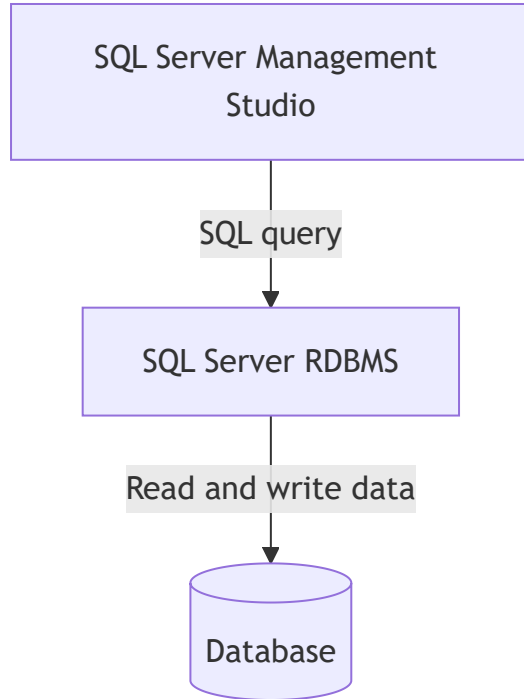 SQL Server Management
Studio
SQL query
SQL Server RDBMS
Read and write data
Database